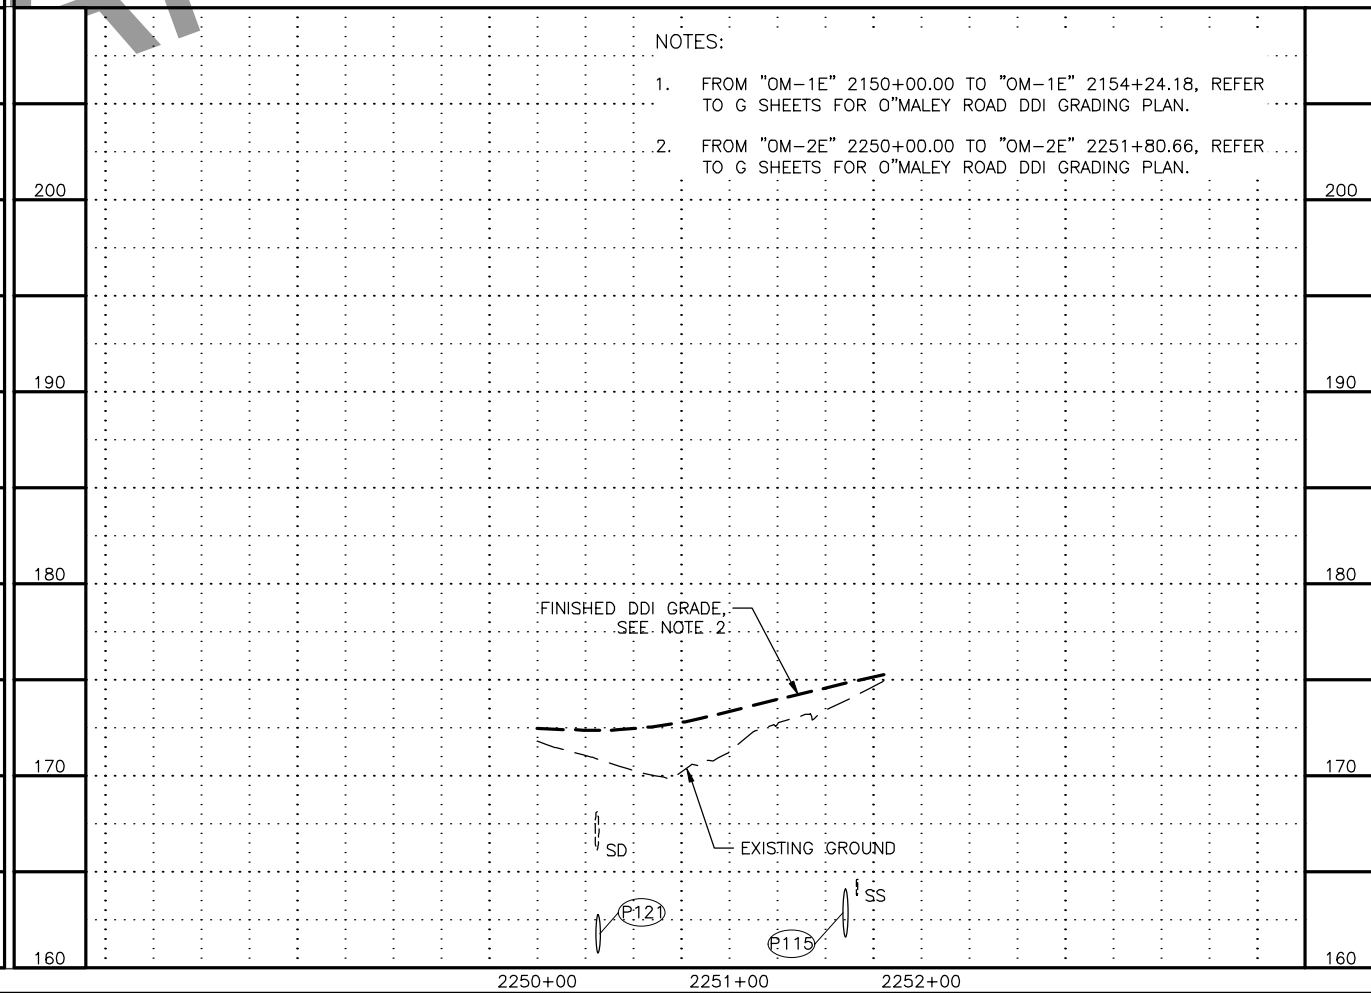 NOTES:
1. FROM "OM-1E" 2150+00.00 TO "OM-1E" 2154+24.18, REFER
TO G SHEETS FOR O"MALEY ROAD DDI GRADING PLAN.
2. FROM "OM-2E" 2250+00.00 TO "OM-2E" 2251+80.66, REFER
TO G SHEETS FOR O"MALEY ROAD DDI GRADING PLAN.
200 200
190 190
180 180
FINISHED DDI GRADE,
SEE NOTE 2
170 170
SD
EXISTING GROUND
SS
P121
P115
160 160
2250+00 2251+00 2252+00